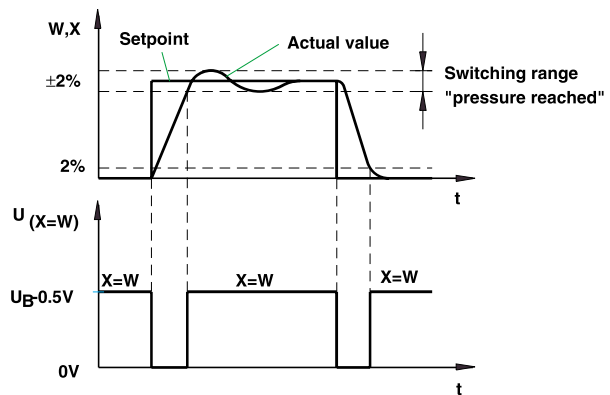 W,X
Setpoint
Actual value
±2%
Switching range
"pressure reached"
2%
t
U (X=W)
X=W
X=W
X=W
UB-0.5V
0V
t